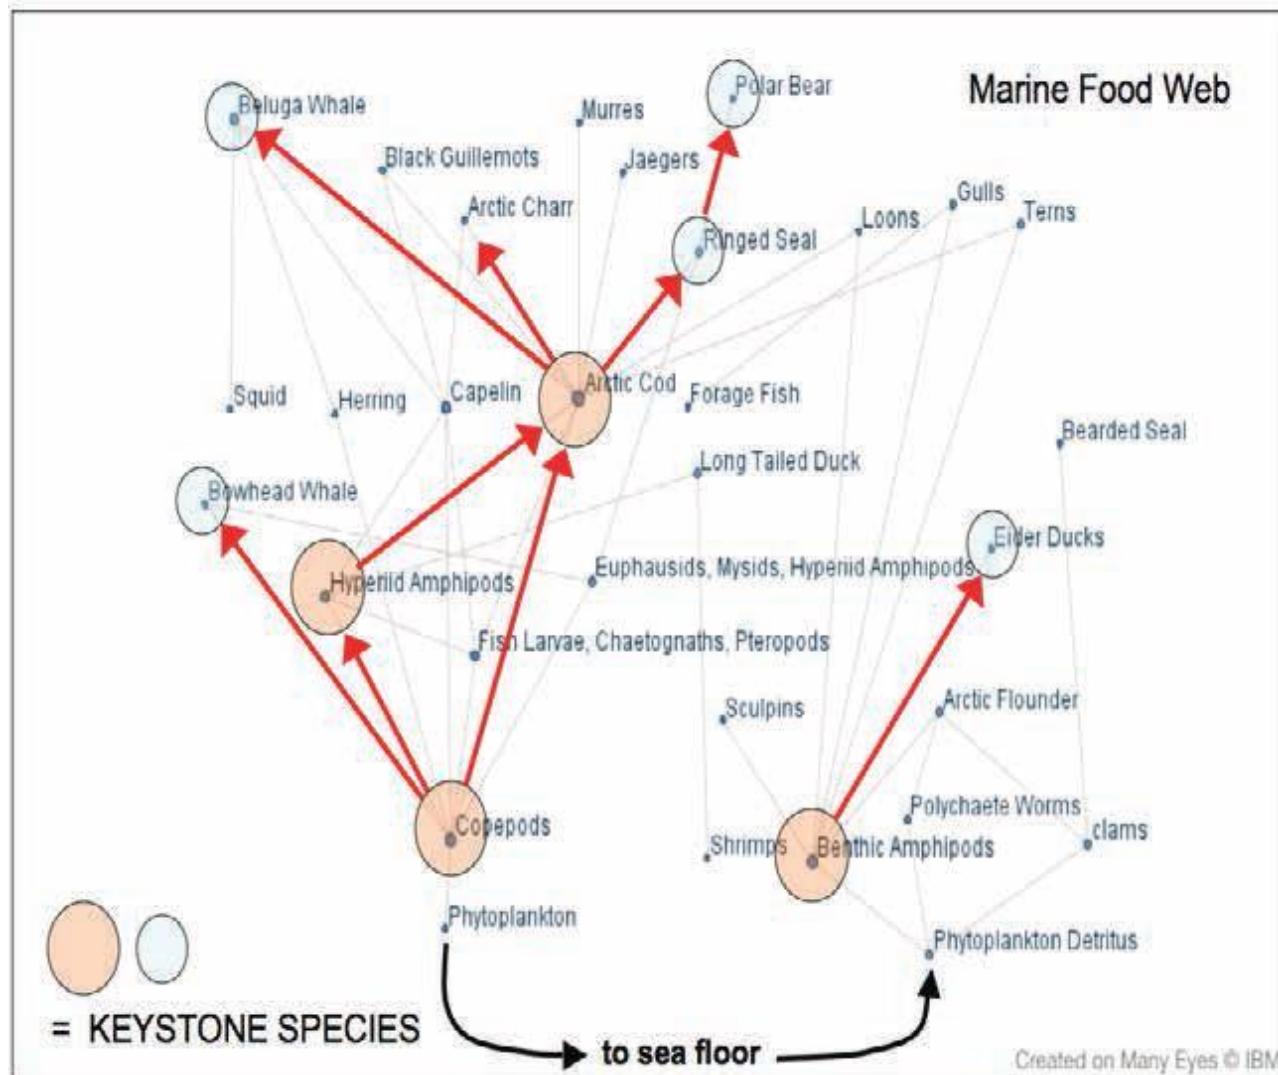 Marine Food Web
Polar Bear
Beluga Whale
Murres
Black Guillemots
Jaegers
Arctic Charr
Gulls
Loons
Terns
Ringed Seal
Squid
Herring
Capelin
Arctic Cod
Forage Fish
Bearded Seal
Long Tailed Duck
Bowhead Whale
Eider Ducks
Hyperiid Amphipods
Euphausids, Mysids, Hyperiid Amphipods
Fish Larvae, Chaetognaths, Pteropods
Sculpins
Arctic Flounder
Polychaete Worms
Copepods
Shrimps
Benthic Amphipods
clams
Phytoplankton
Phytoplankton Detritus
= KEYSTONE SPECIES
to sea floor
Created on Many Eyes © IBM